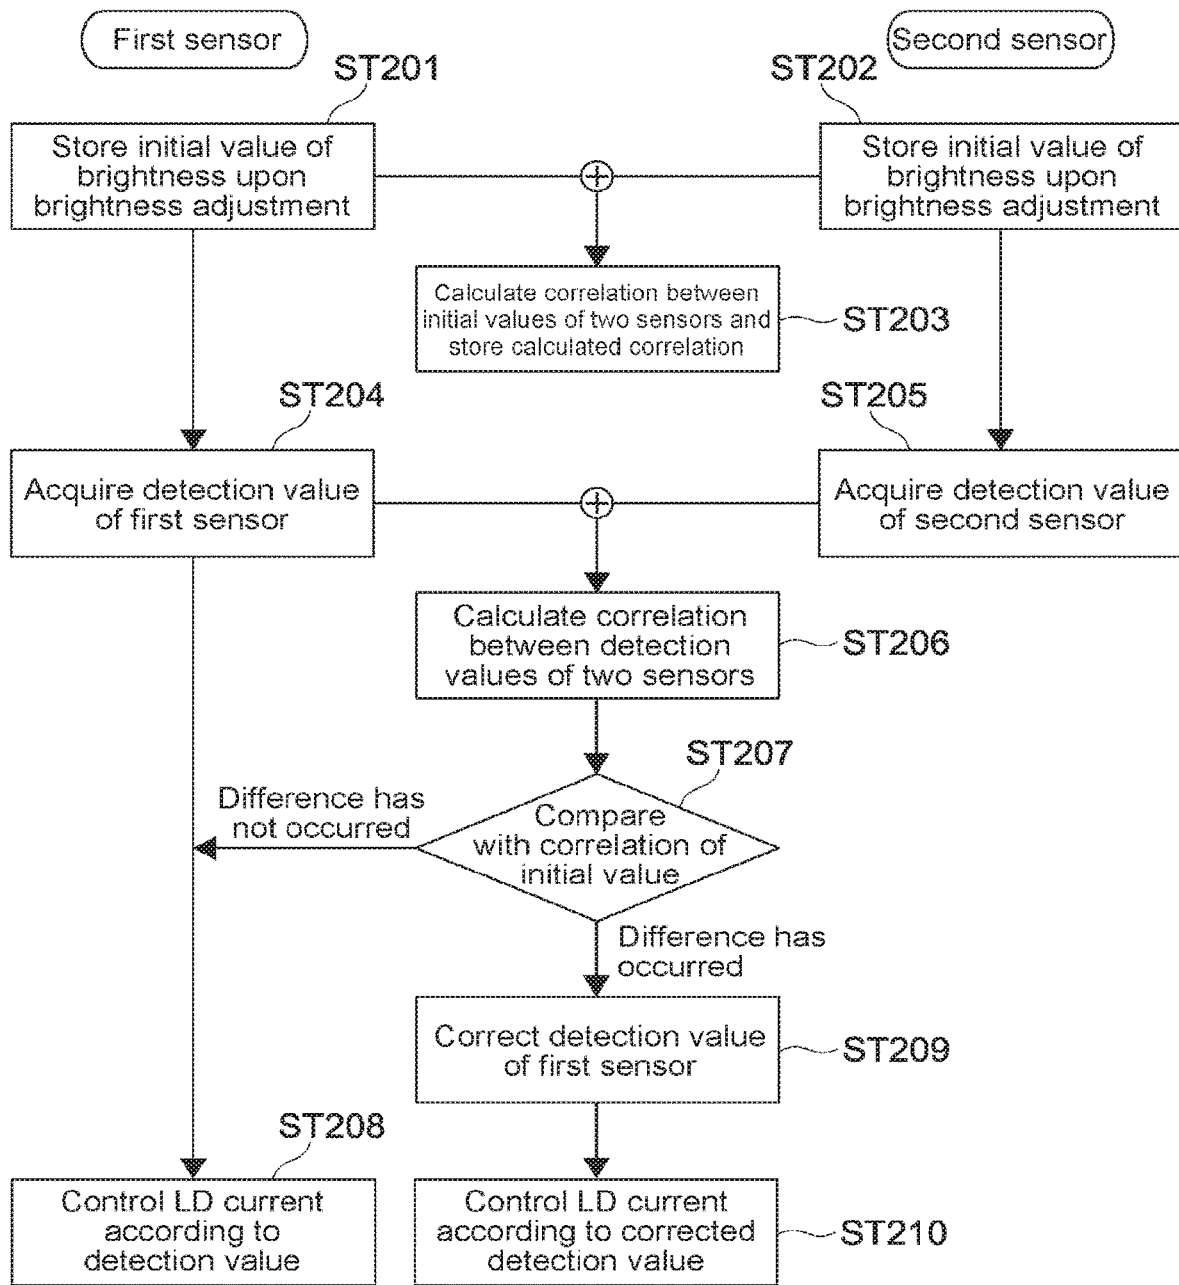 First sensor
Second sensor
ST201
ST202
Store initial value of
brightness upon
brightness adjustment
Store initial value of
brightness upon
brightness adjustment
Calculate correlation between
initial values of two sensors and
store calculated correlation
ST203
ST204
ST205
Acquire detection value
of first sensor
Acquire detection value
of second sensor
Calculate correlation
between detection
values of two sensors
ST206
ST207
Difference has
not occurred
Compare
with correlation of
initial value
Difference has
occurred
Correct detection value
of first sensor
ST209
ST208
Control LD current
according to
detection value
Control LD current
according to corrected
detection value
ST210